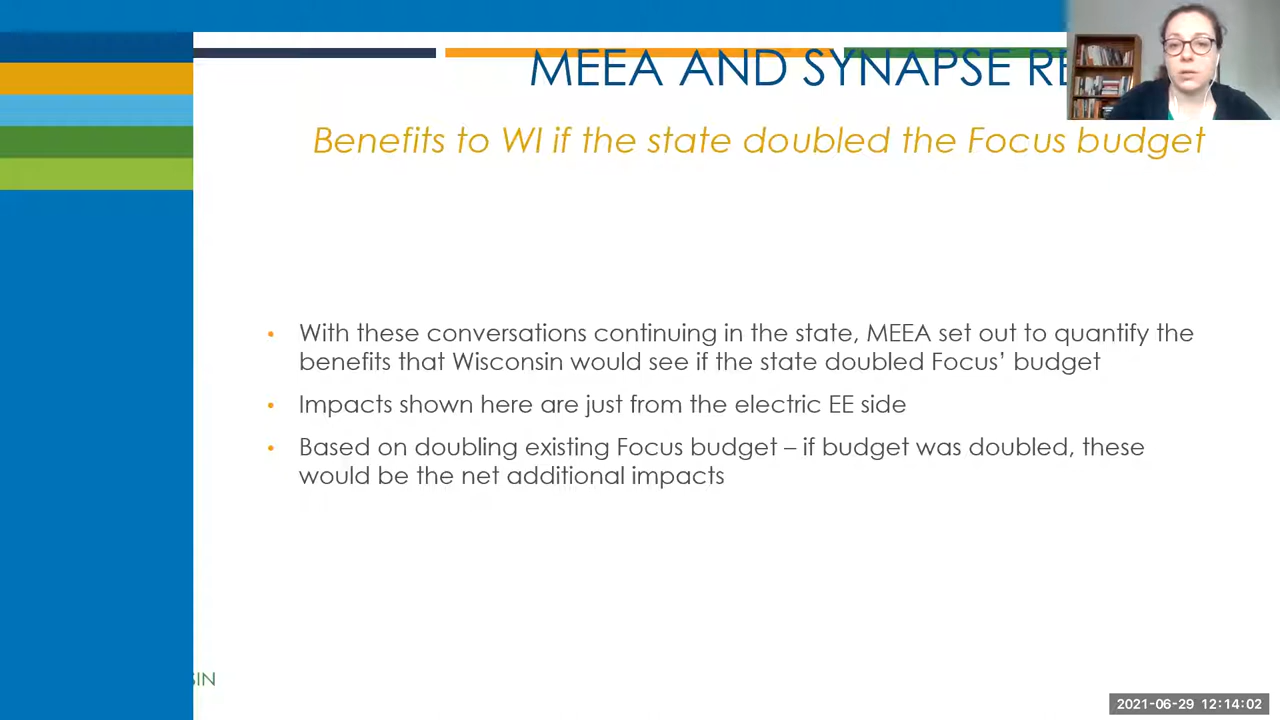 MEEA AND SYNAPSE RE
Benefits to WI if the state doubled the Focus budget
• With these conversations continuing in the state, MEEA set out to quantify the
benefits that Wisconsin would see if the state doubled Focus’ budget
• Impacts shown here are just from the electric EE side
• Based on doubling existing Focus budget – if budget was doubled, these
would be the net additional impacts
SIN
2021-06-29 12:14:02